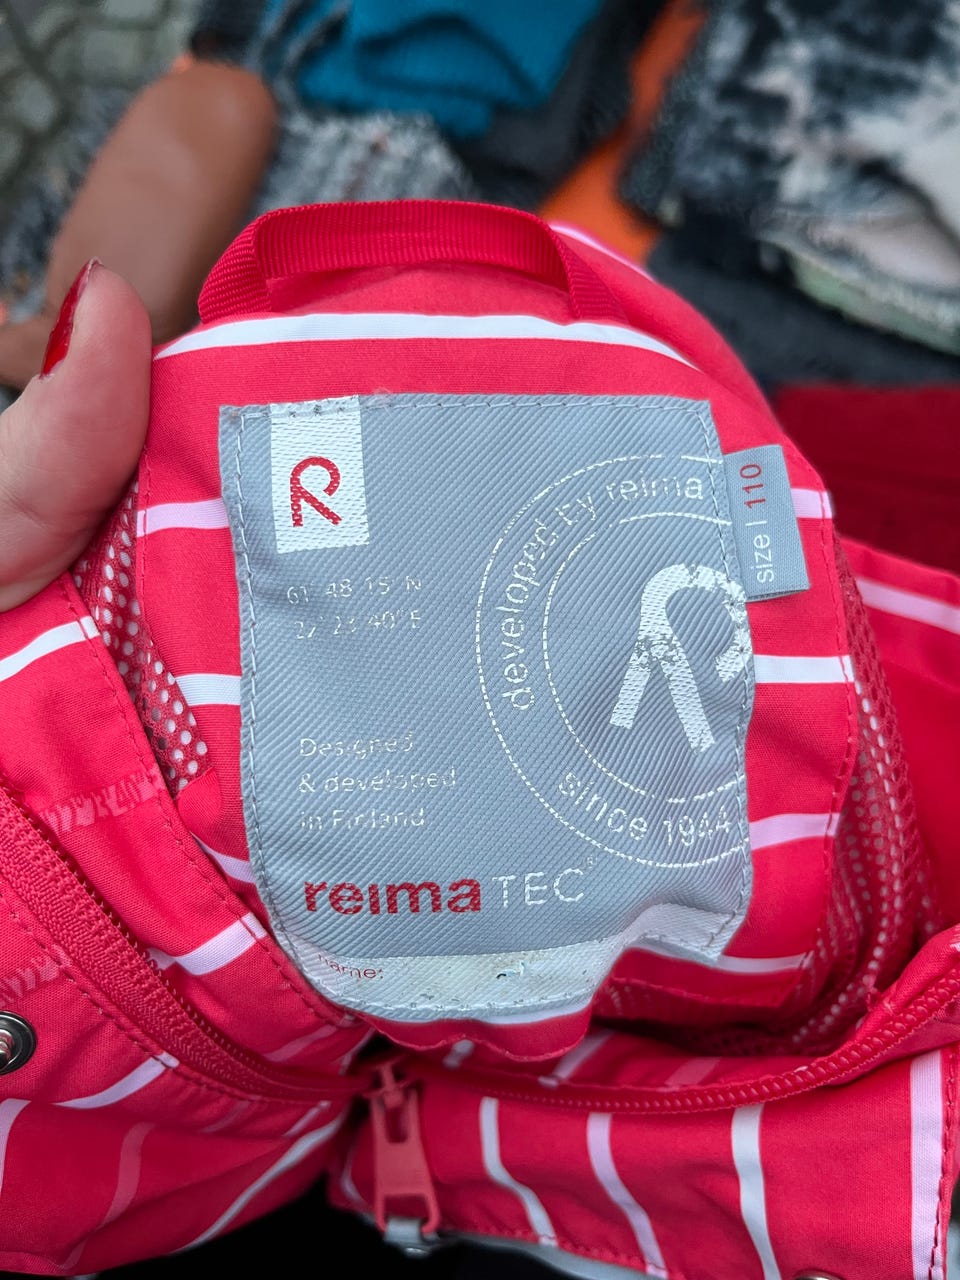 61° 48' 15" N
27° 23' 40" E
developed by reima
since 1944
size | 110
Designed
& developed
in Finland
reima TEC®
name: